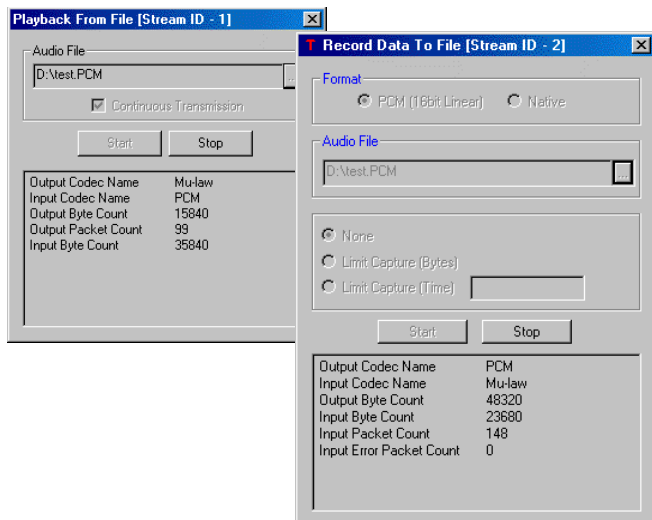 Playback From File [Stream ID - 1]
Audio File
D:\test.PCM
...
Continuous Transmission
Start
Stop
Output Codec Name Mu-law
Input Codec Name PCM
Output Byte Count 15840
Output Packet Count 99
Input Byte Count 35840
T Record Data To File [Stream ID - 2]
Format
PCM (16bit Linear)
Native
Audio File
D:\test.PCM
...
None
Limit Capture (Bytes)
Limit Capture (Time)
Start
Stop
Output Codec Name PCM
Input Codec Name Mu-law
Output Byte Count 48320
Input Byte Count 23680
Input Packet Count 148
Input Error Packet Count 0